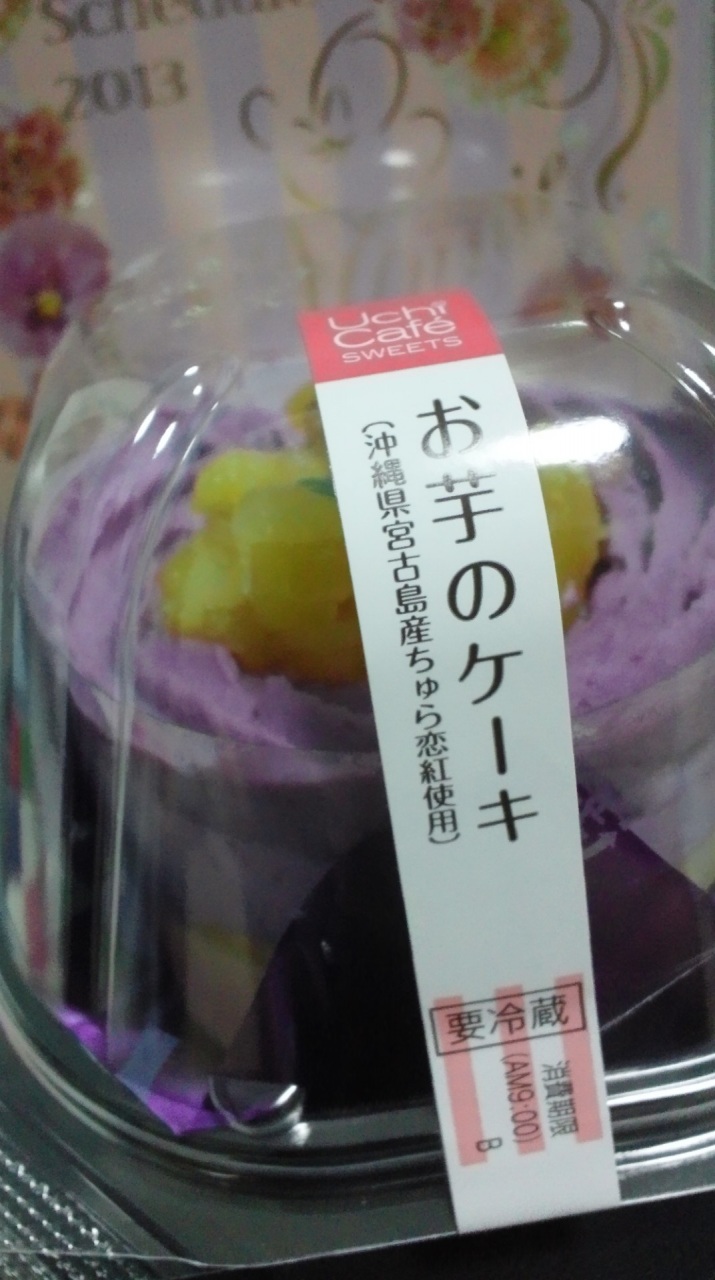 Schedule
2013
Uchi
Café
SWEETS
お芋のケーキ
(沖縄県宮古島産ちゅら恋紅使用)
要冷蔵
消費期限
(AM9:00)
B